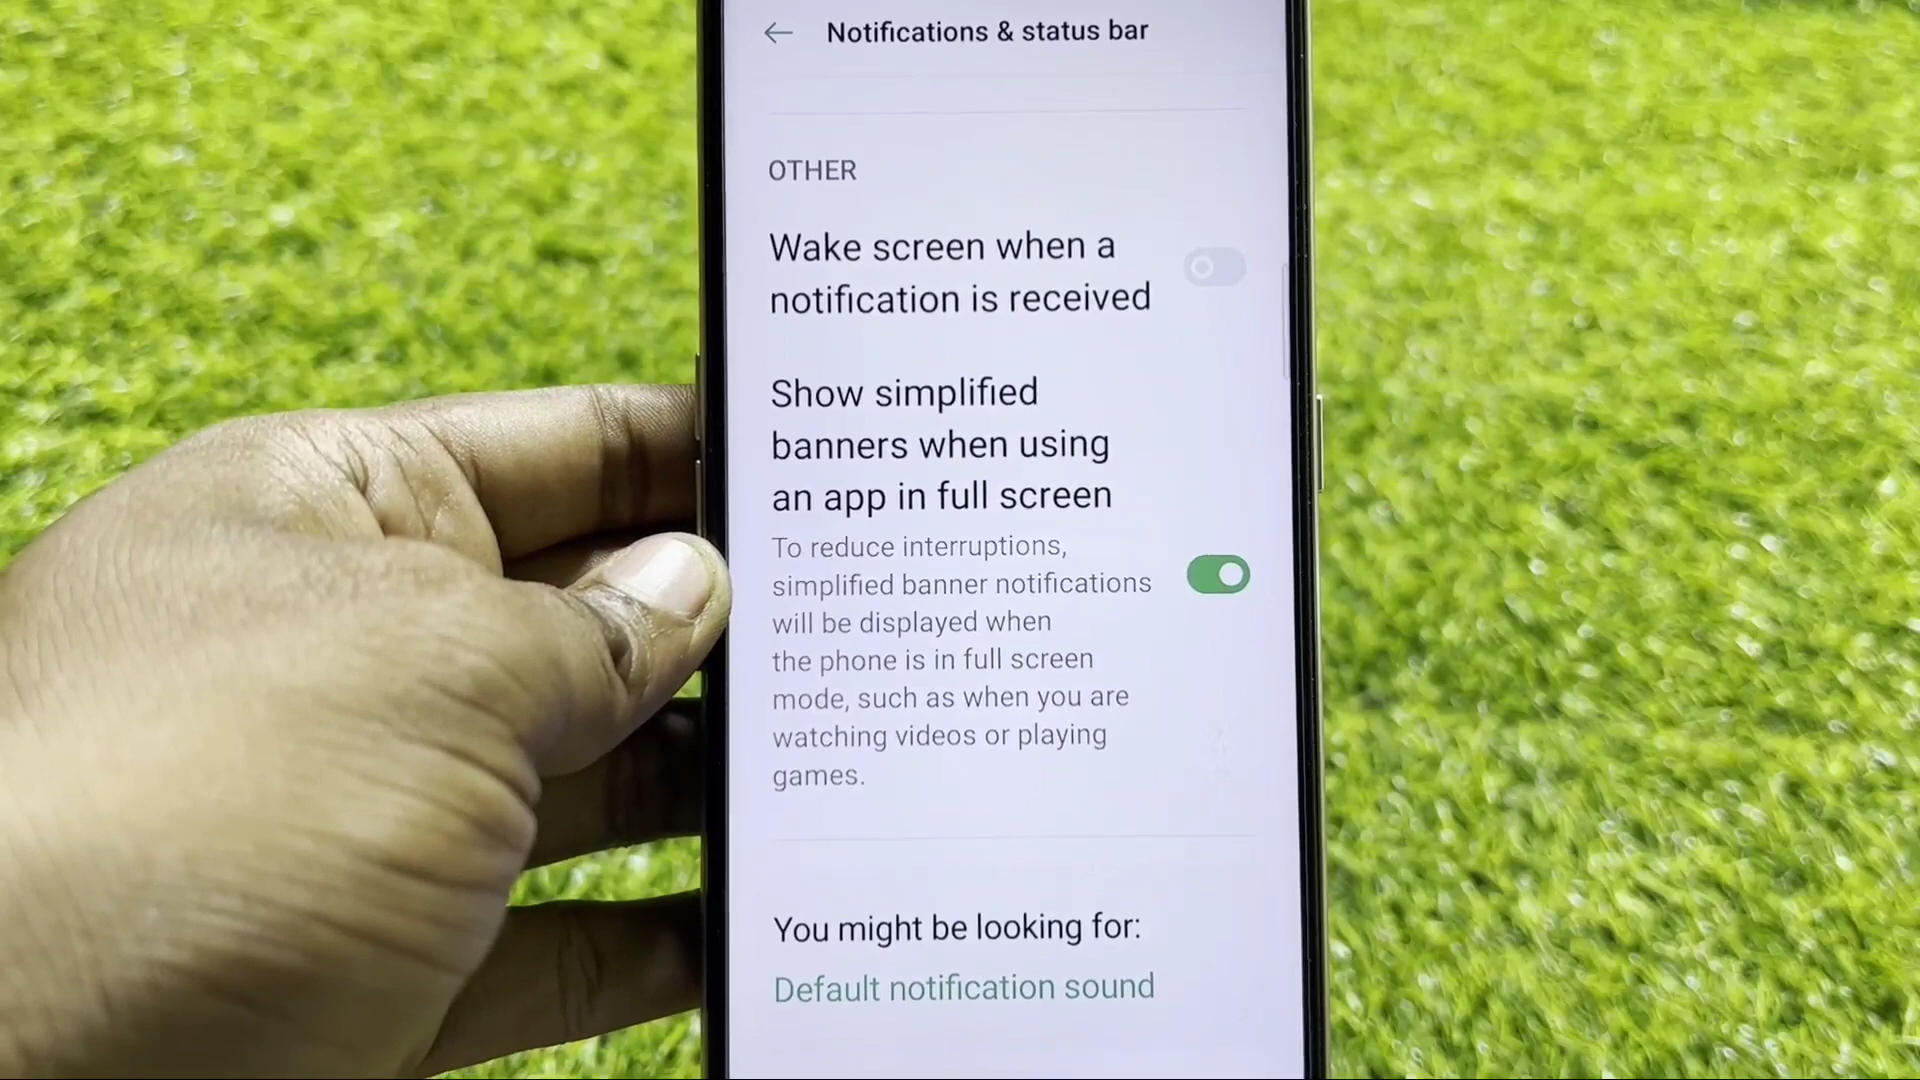 Notifications & status bar
OTHER
Wake screen when a
notification is received
Show simplified
banners when using
an app in full screen
To reduce interruptions,
simplified banner notifications
will be displayed when
the phone is in full screen
mode, such as when you are
watching videos or playing
games.
You might be looking for:
Default notification sound